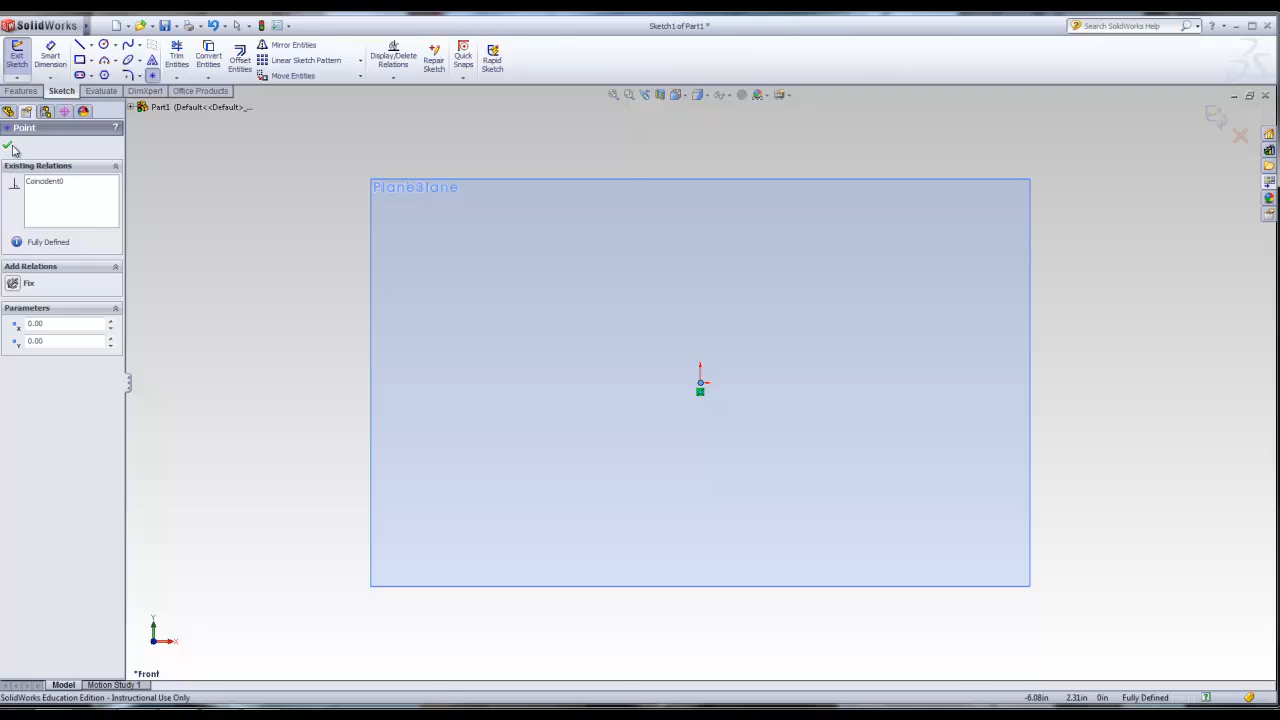 SolidWorks
Sketch1 of Part1 *
Search SolidWorks Help
Exit Sketch
Smart Dimension
Trim Entities
Convert Entities
Offset Entities
Mirror Entities
Linear Sketch Pattern
Move Entities
Display/Delete Relations
Repair Sketch
Quick Snaps
Rapid Sketch
Features
Sketch
Evaluate
DimXpert
Office Products
Part1 (Default<<Default>_...
Point
?
Existing Relations
Coincident0
Fully Defined
Add Relations
Fix
Parameters
0.00
0.00
Plane3lane
Y
X
*Front
Model
Motion Study 1
SolidWorks Education Edition - Instructional Use Only
-6.08in
2.31in
0in
Fully Defined